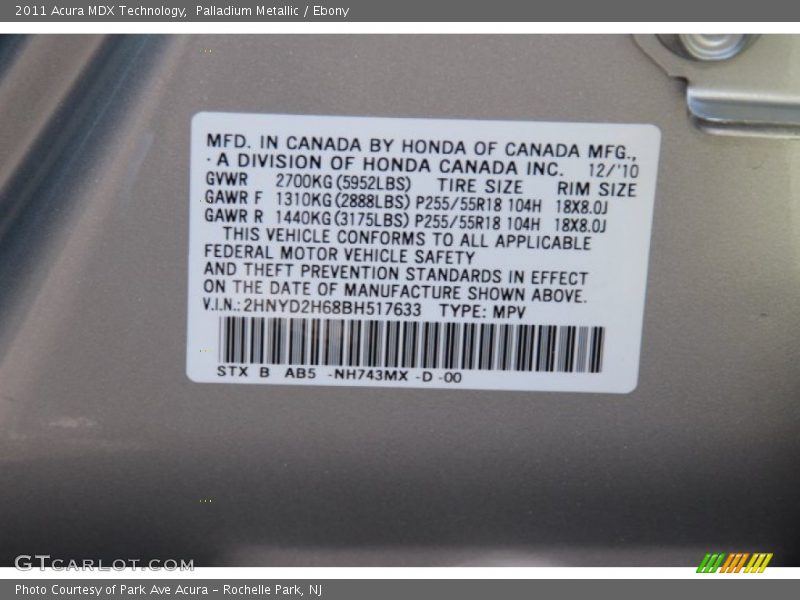 2011 Acura MDX Technology,  Palladium Metallic / Ebony
MFD. IN CANADA BY HONDA OF CANADA MFG.,
· A DIVISION OF HONDA CANADA INC. 12/'10
GVWR 2700KG(5952LBS) TIRE SIZE RIM SIZE
GAWR F 1310KG(2888LBS) P255/55R18 104H 18X8.0J
GAWR R 1440KG(3175LBS) P255/55R18 104H 18X8.0J
THIS VEHICLE CONFORMS TO ALL APPLICABLE
FEDERAL MOTOR VEHICLE SAFETY
AND THEFT PREVENTION STANDARDS IN EFFECT
ON THE DATE OF MANUFACTURE SHOWN ABOVE.
V.I.N.: 2HNYD2H68BH517633 TYPE: MPV
STX B AB5 -NH743MX -D -00
GTCARLOT.COM
Photo Courtesy of Park Ave Acura – Rochelle Park, NJ